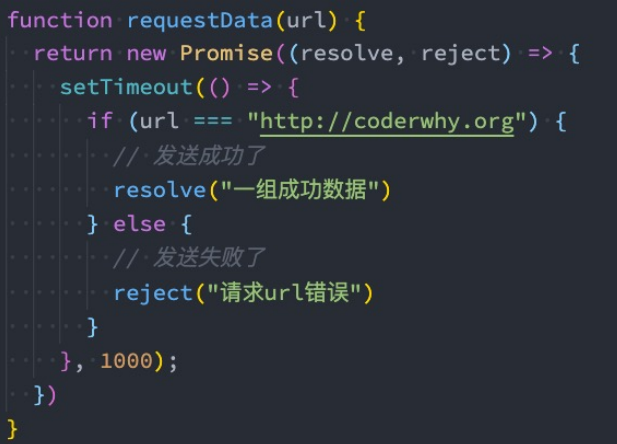 function requestData(url) {
  return new Promise((resolve, reject) => {
    setTimeout(() => {
      if (url === "http://coderwhy.org") {
        // 发送成功了
        resolve("一组成功数据")
      } else {
        // 发送失败了
        reject("请求url错误")
      }
    }, 1000);
  })
}